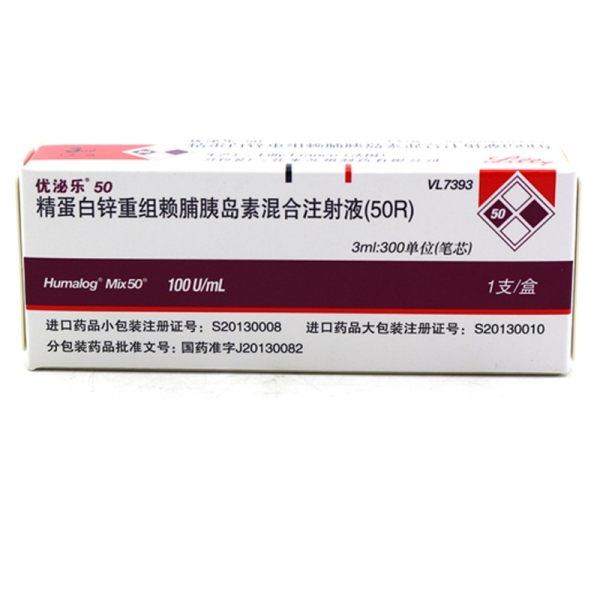 优泌乐® 50
VL7393
精蛋白锌重组赖脯胰岛素混合注射液(50R)
50
3ml:300单位(笔芯)
Humalog® Mix50® 100 U/mL
1支/盒
进口药品小包装注册证号：S20130008 进口药品大包装注册证号：S20130010
分包装药品批准文号：国药准字J20130082